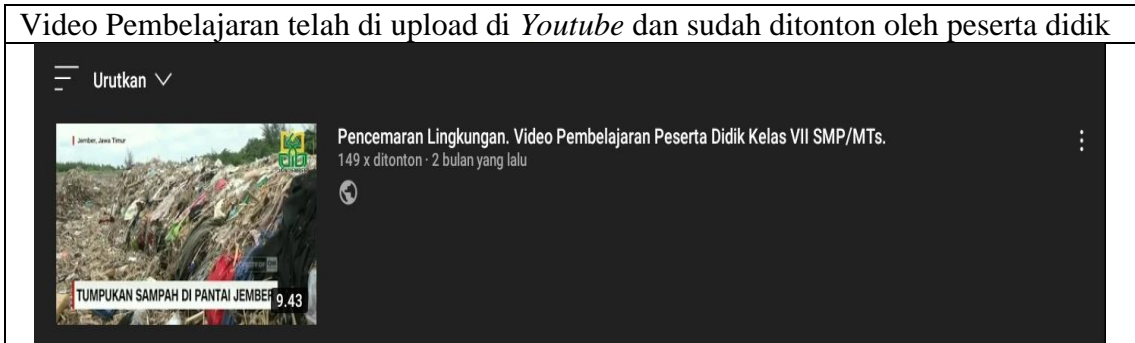 Video Pembelajaran telah di upload di Youtube dan sudah ditonton oleh peserta didik
Urutkan
Jember, Jawa Timur
TUMPUKAN SAMPAH DI PANTAI JEMBER
9.43
Pencemaran Lingkungan. Video Pembelajaran Peserta Didik Kelas VII SMP/MTs.
149 x ditonton · 2 bulan yang lalu